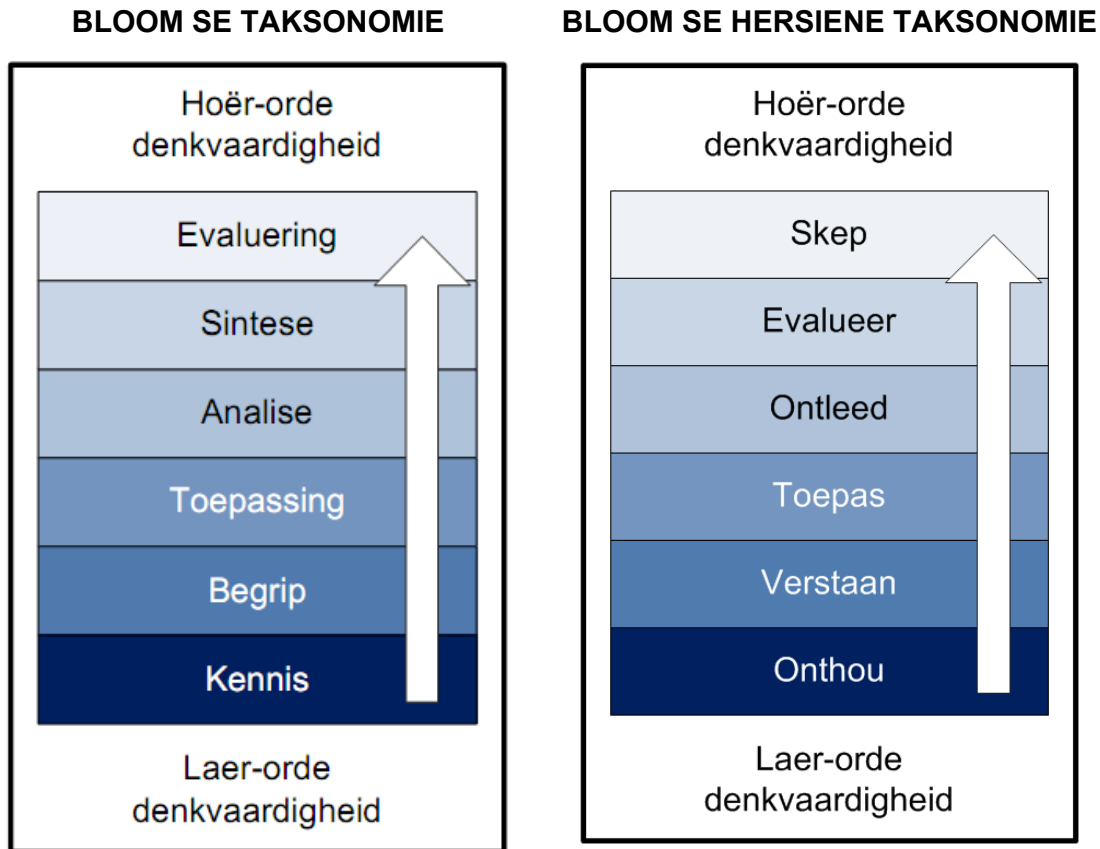 BLOOM SE TAKSONOMIE
Hoër-orde
denkvaardigheid
Evaluering
Sintese
Analise
Toepassing
Begrip
Kennis
Laer-orde
denkvaardigheid
BLOOM SE HERSIENE TAKSONOMIE
Hoër-orde
denkvaardigheid
Skep
Evalueer
Ontleed
Toepas
Verstaan
Onthou
Laer-orde
denkvaardigheid